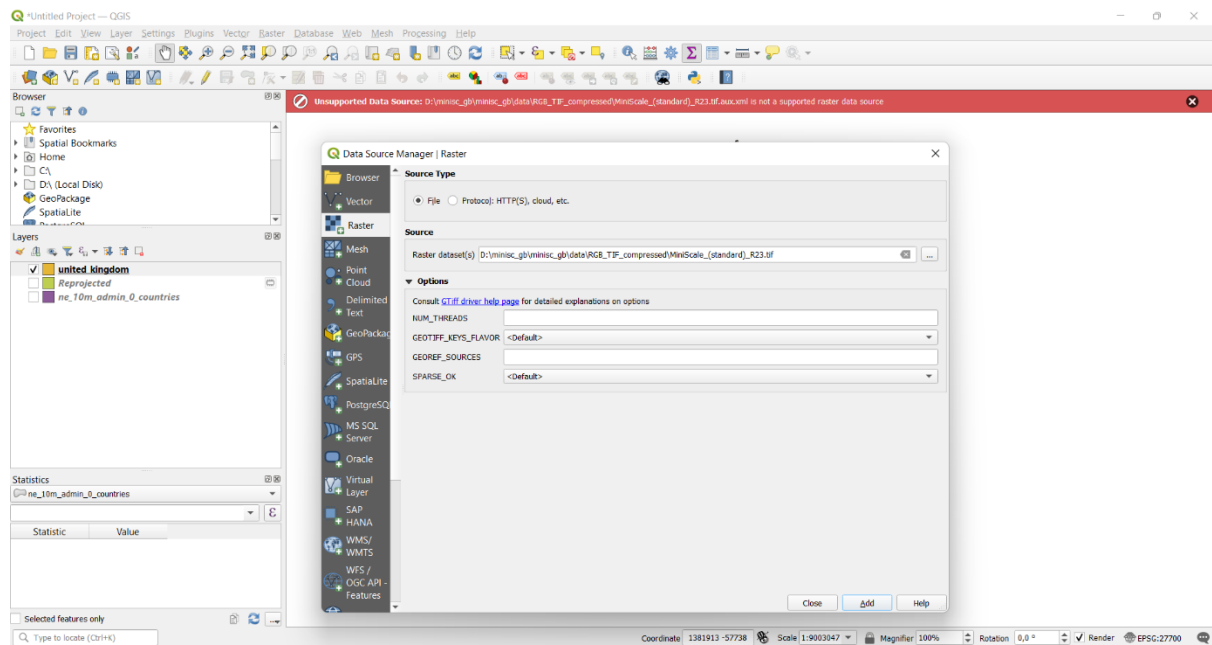 *Untitled Project — QGIS
Project Edit View Layer Settings Plugins Vector Raster Database Web Mesh Processing Help
Browser
Unsupported Data Source: D:\minisc_gb\minisc_gb\data\RGB_TIF_compressed\MiniScale_(standard)_R23.tif.aux.xml is not a supported raster data source
Favorites
Spatial Bookmarks
Home
C:\
D:\ (Local Disk)
GeoPackage
SpatiaLite
Layers
united kingdom
Reprojected
ne_10m_admin_0_countries
Statistics
ne_10m_admin_0_countries
ε
Statistic Value
Selected features only
Data Source Manager | Raster
Browser
Vector
Raster
Mesh
Point
Cloud
Delimited
Text
GeoPackag
GPS
SpatiaLite
PostgreSQ
MS SQL
Server
Oracle
Virtual
Layer
SAP
HANA
WMS/
WMTS
WFS /
OGC API -
Features
Source Type
File Protocol: HTTP(S), cloud, etc.
Source
Raster dataset(s) D:\minisc_gb\minisc_gb\data\RGB_TIF_compressed\MiniScale_(standard)_R23.tif ...
Options
Consult GTiff driver help page for detailed explanations on options
NUM_THREADS
GEOTIFF_KEYS_FLAVOR <Default>
GEOREF_SOURCES
SPARSE_OK <Default>
Close Add Help
Type to locate (Ctrl+K)
Coordinate 1381913 -57738 Scale 1:9003047 Magnifier 100% Rotation 0,0 ° Render EPSG:27700